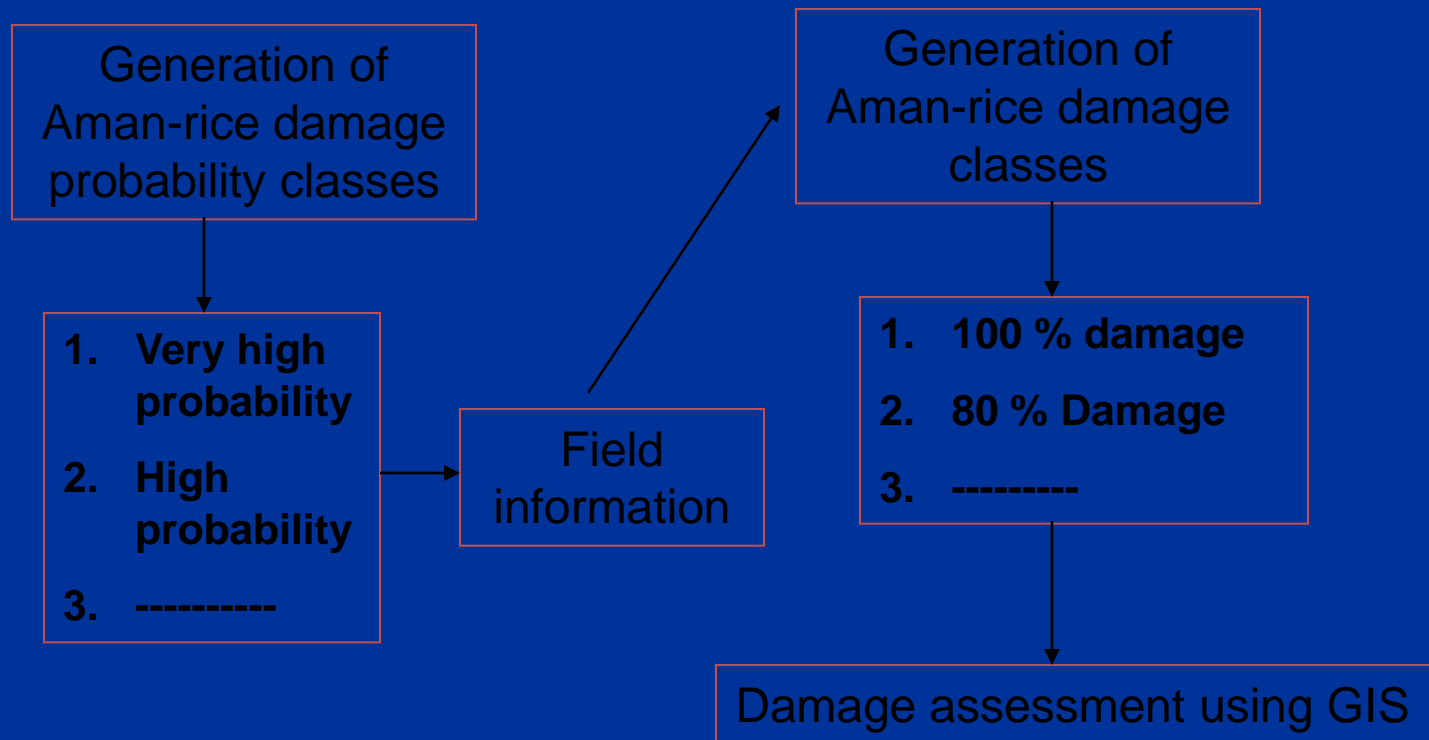 Generation of
Aman-rice damage
probability classes
1. Very high
probability
2. High
probability
3. ----------
Field
information
Generation of
Aman-rice damage
classes
1. 100 % damage
2. 80 % Damage
3. ---------
Damage assessment using GIS